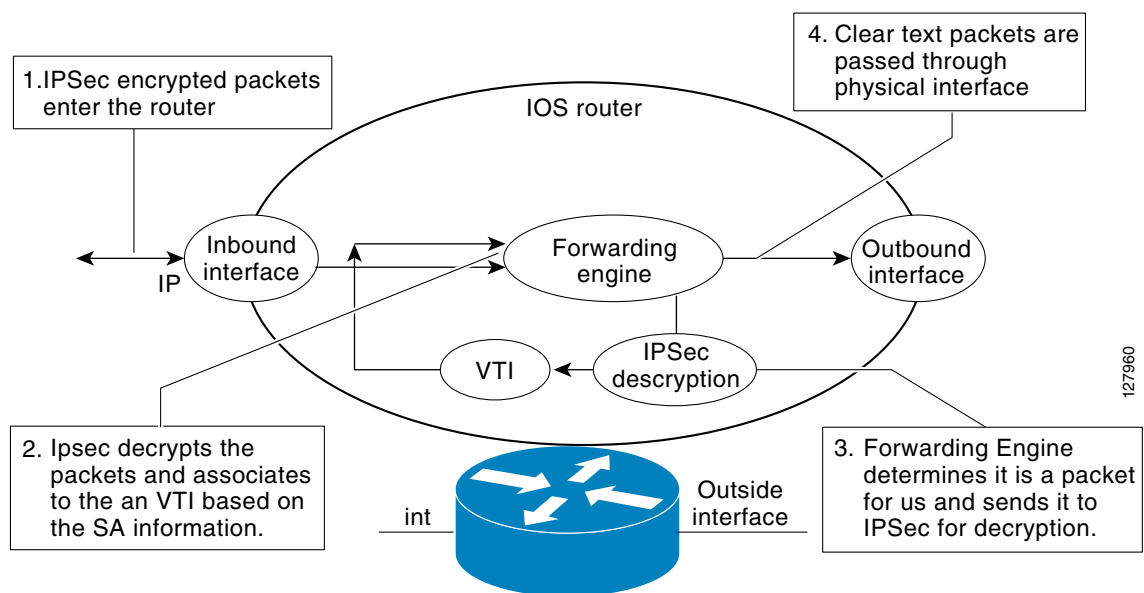 1.IPSec encrypted packets
enter the router
4. Clear text packets are
passed through
physical interface
IOS router
Inbound
interface
IP
Forwarding
engine
Outbound
interface
VTI
IPSec
descryption
127960
2. Ipsec decrypts the
packets and associates
to the an VTI based on
the SA information.
3. Forwarding Engine
determines it is a packet
for us and sends it to
IPSec for decryption.
int
Outside
interface